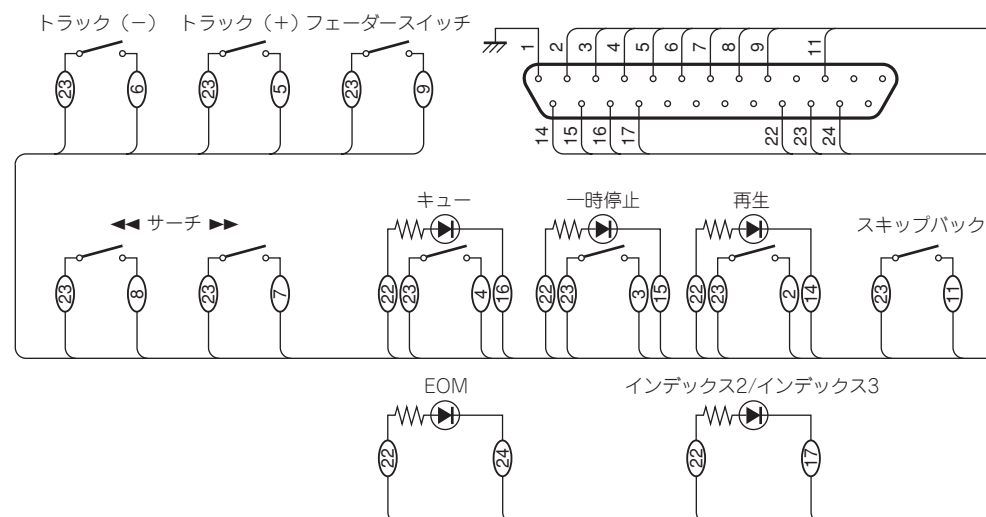 トラック（－） トラック（＋） フェーダースイッチ
23 6 23 5 23 9
1 2 3 4 5 6 7 8 9 11
14 15 16 17 22 23 24
◀◀ サーチ ▶▶
キュー 一時停止 再生 スキップバック
23 8 23 7 22 23 4 16 22 23 3 15 22 23 2 14 23 11
EOM インデックス2/インデックス3
22 24 22 17